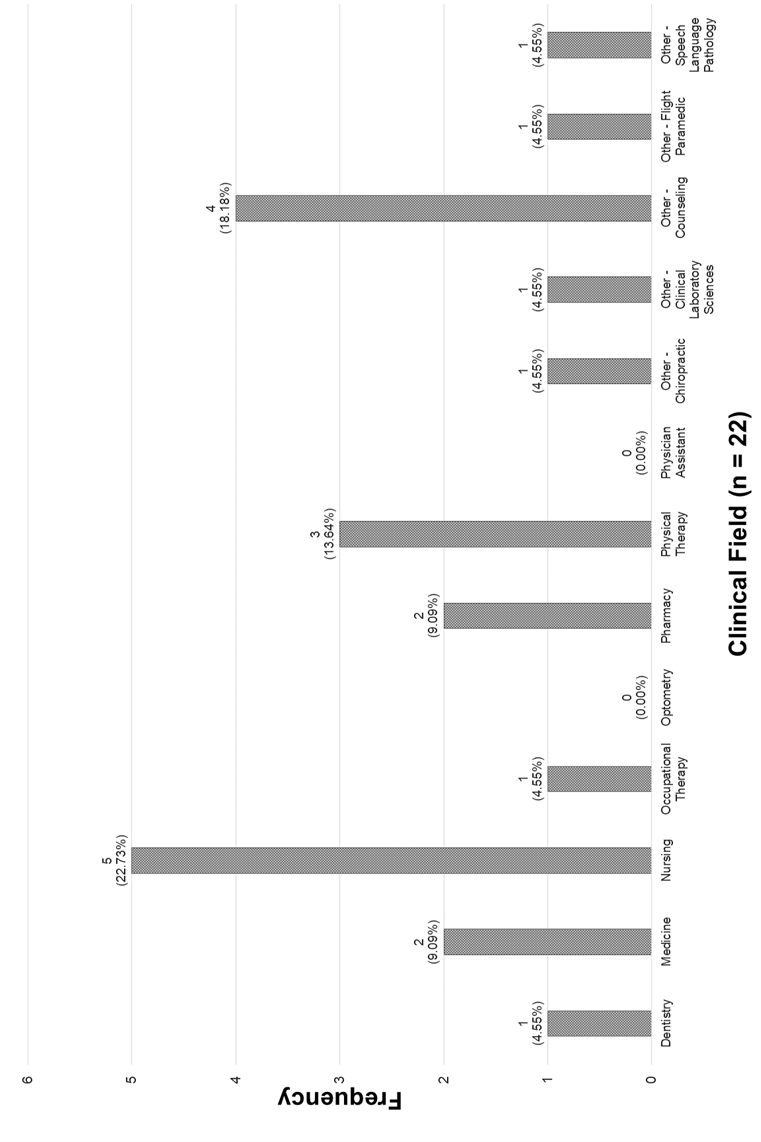 Frequency
6
5
4
3
2
1
0
1
(4.55%)
2
(9.09%)
5
(22.73%)
1
(4.55%)
0
(0.00%)
2
(9.09%)
3
(13.64%)
0
(0.00%)
1
(4.55%)
1
(4.55%)
4
(18.18%)
1
(4.55%)
1
(4.55%)
Dentistry
Medicine
Nursing
Occupational
Therapy
Optometry
Pharmacy
Physical
Therapy
Physician
Assistant
Other -
Chiropractic
Other -
Clinical
Laboratory
Sciences
Other -
Counseling
Other - Flight
Paramedic
Other -
Speech
Language
Pathology
Clinical Field (n = 22)